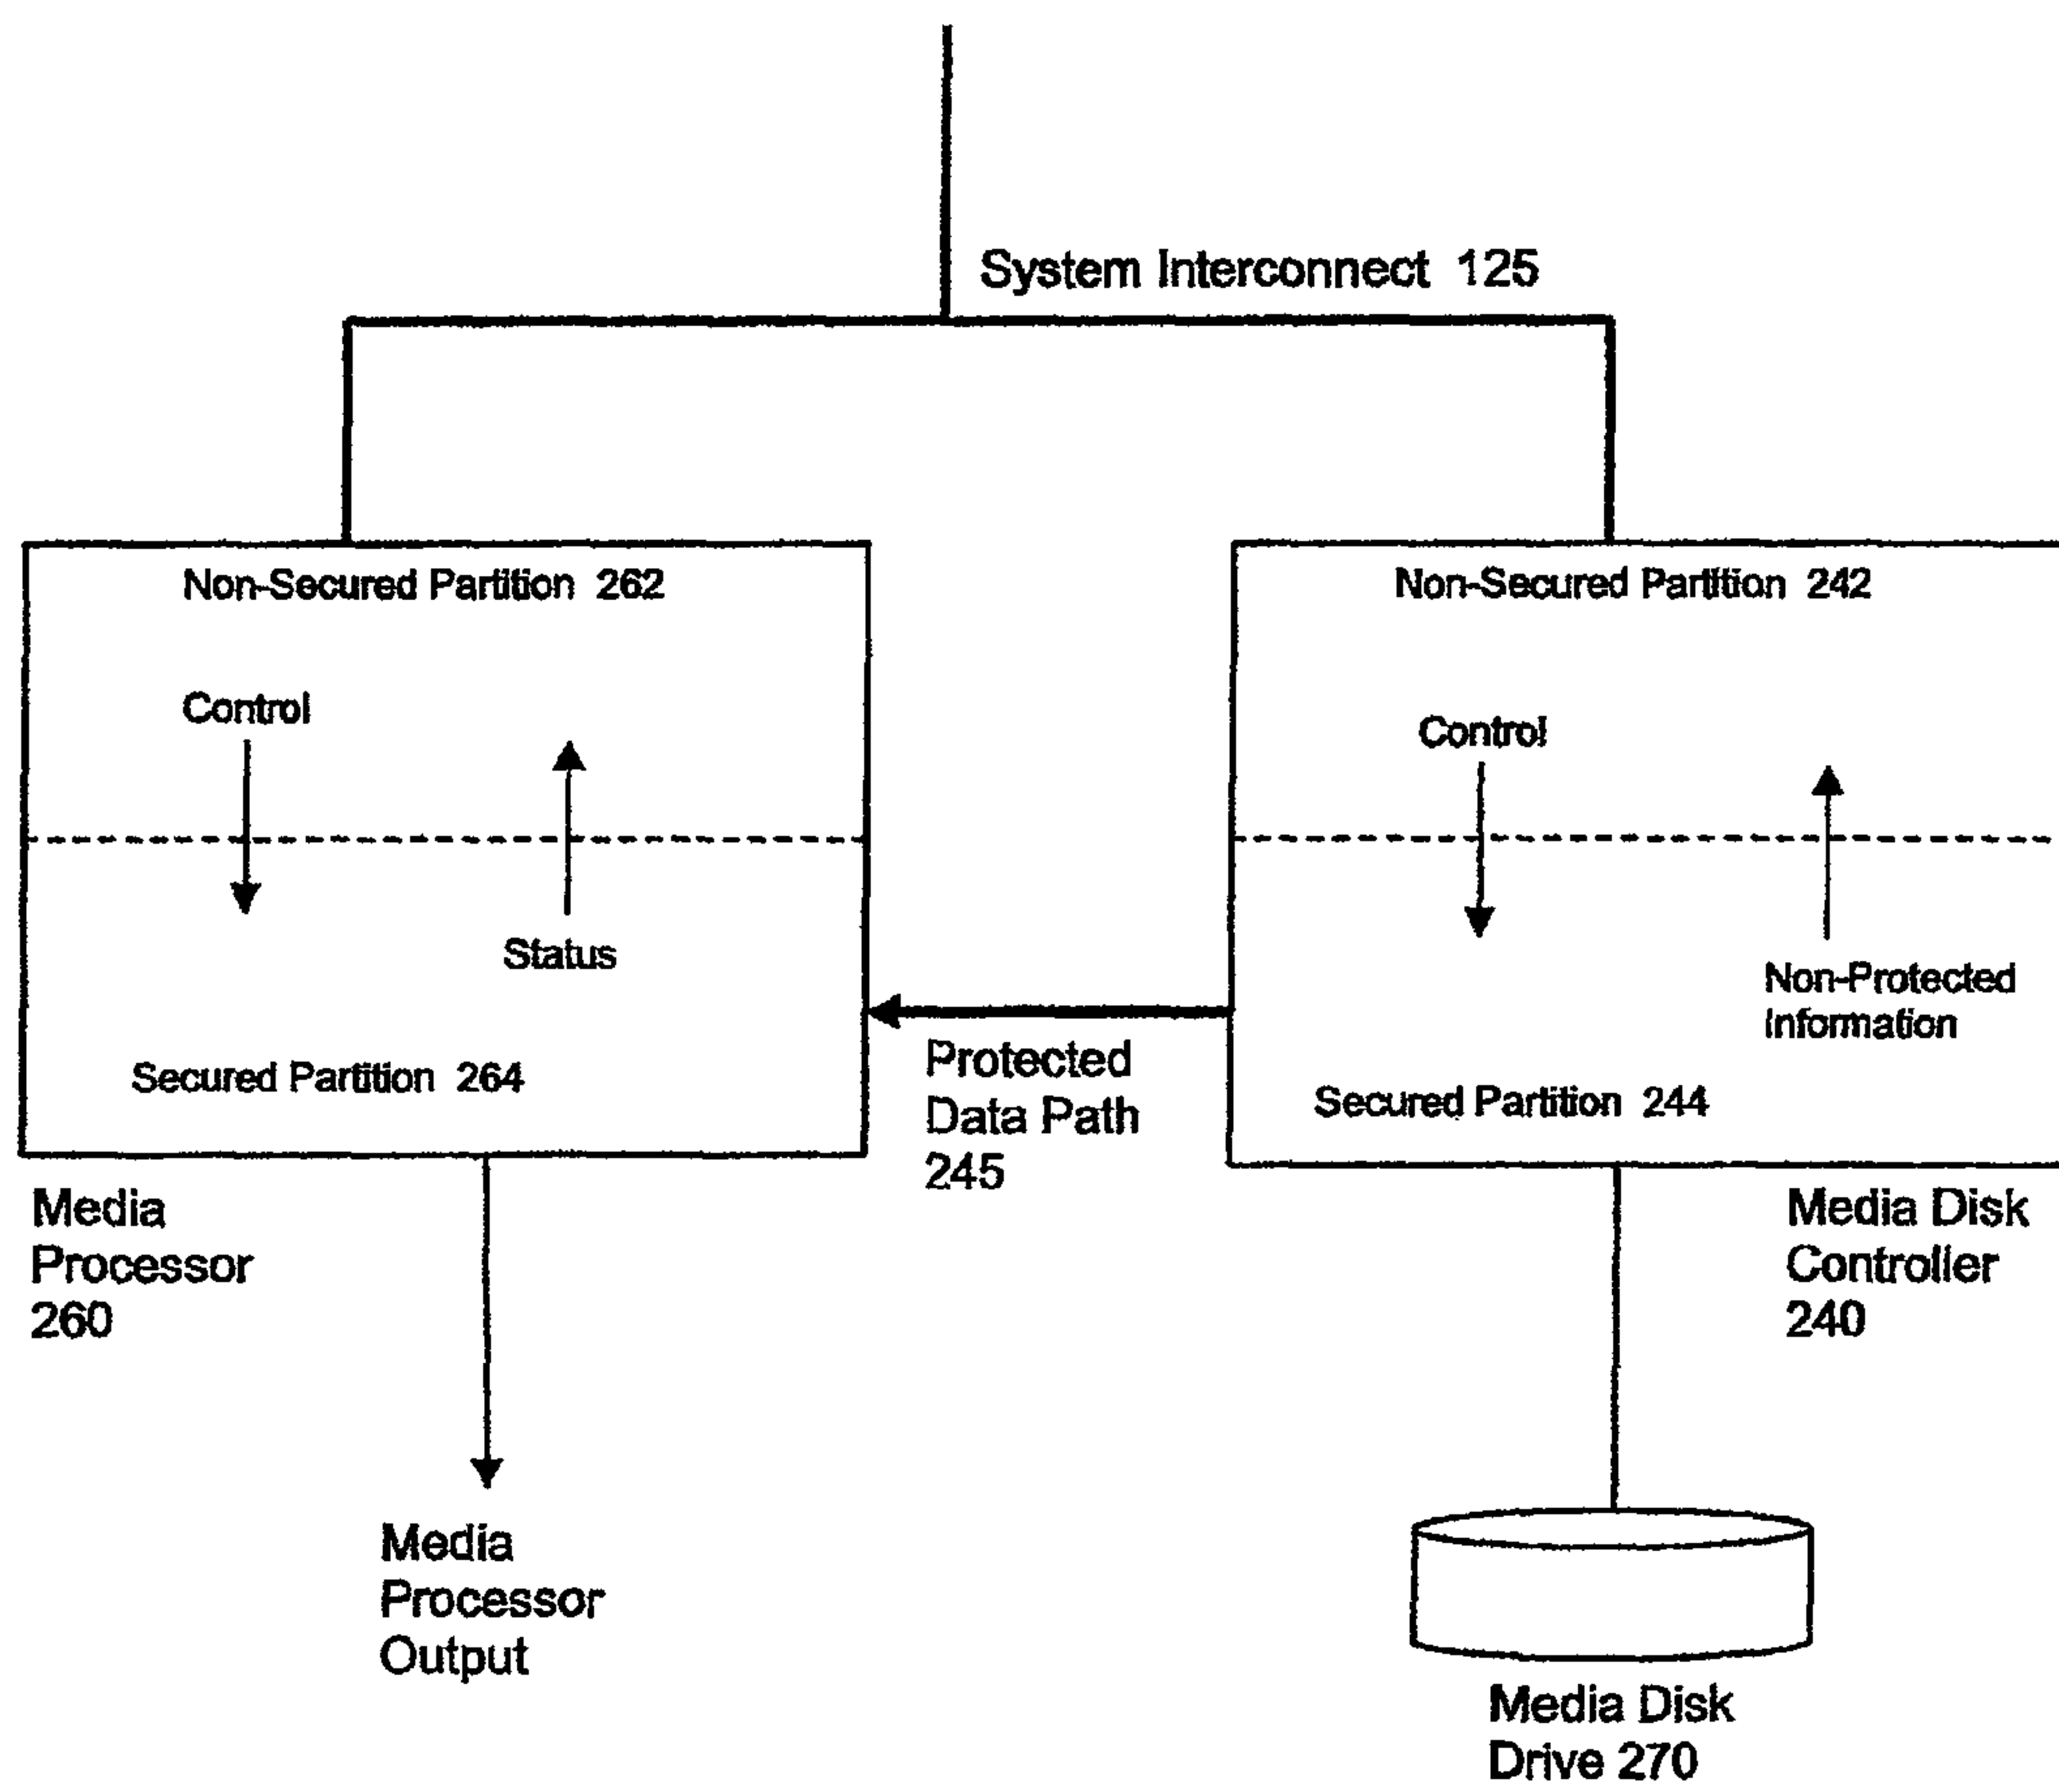 System Interconnect 125
Non-Secured Partition 262
Control
Status
Secured Partition 264
Media
Processor
260
Protected
Data Path
245
Non-Secured Partition 242
Control
Non-Protected
Information
Secured Partition 244
Media Disk
Controller
240
Media
Processor
Output
Media Disk
Drive 270